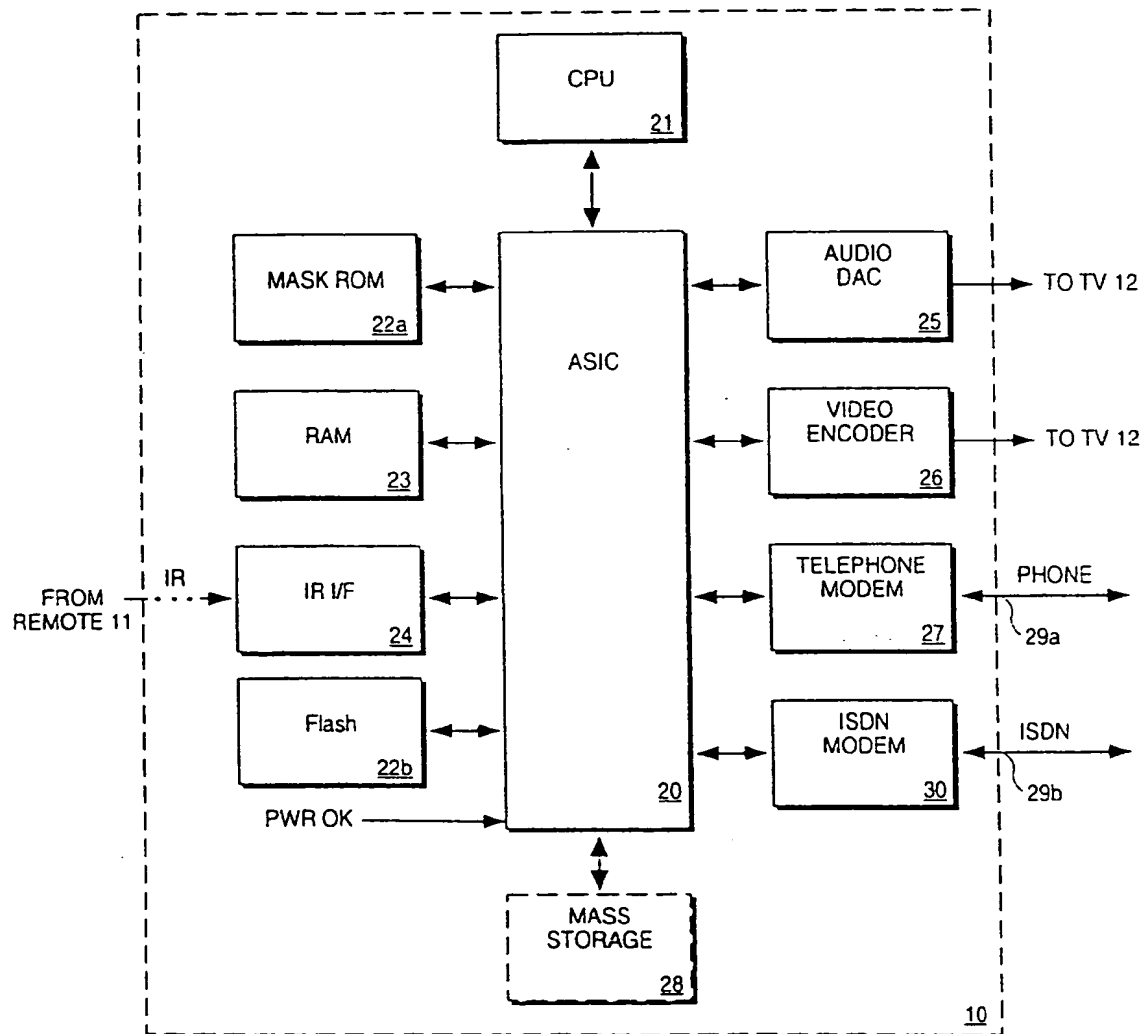 CPU
21
MASK ROM
22a
RAM
23
FROM
REMOTE 11
IR
IR I/F
24
Flash
22b
PWR OK
ASIC
20
AUDIO
DAC
25
TO TV 12
VIDEO
ENCODER
26
TO TV 12
TELEPHONE
MODEM
27
PHONE
29a
ISDN
MODEM
30
ISDN
29b
MASS
STORAGE
28
10